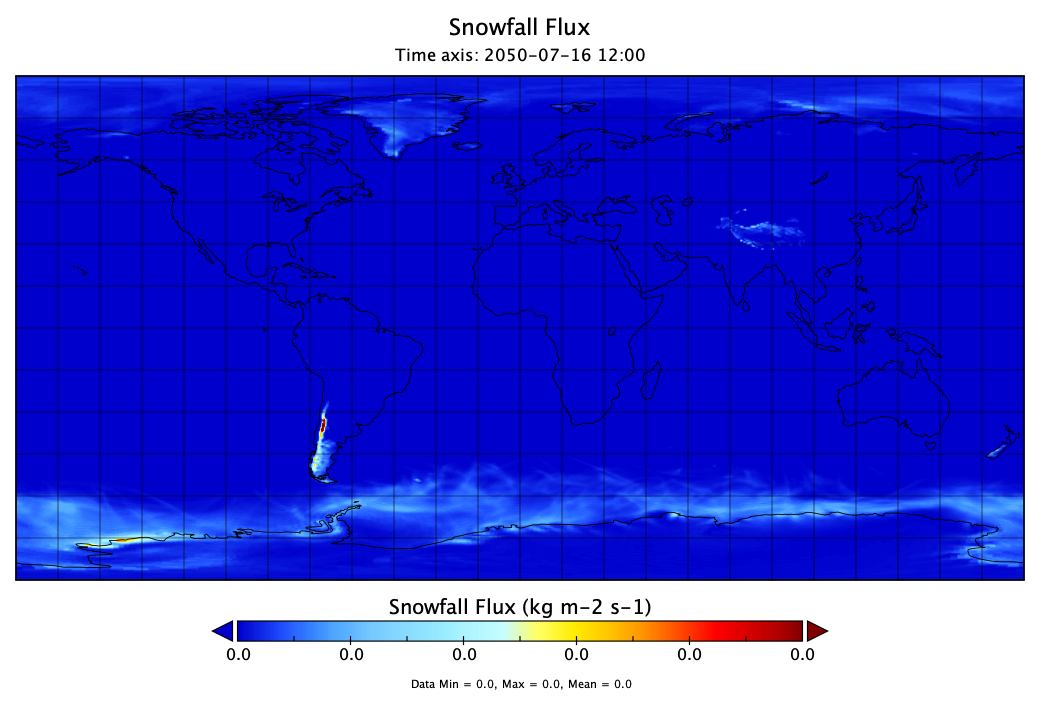 Snowfall Flux
Time axis: 2050-07-16 12:00
Snowfall Flux (kg m-2 s-1)
0.0 0.0 0.0 0.0 0.0 0.0
Data Min = 0.0, Max = 0.0, Mean = 0.0